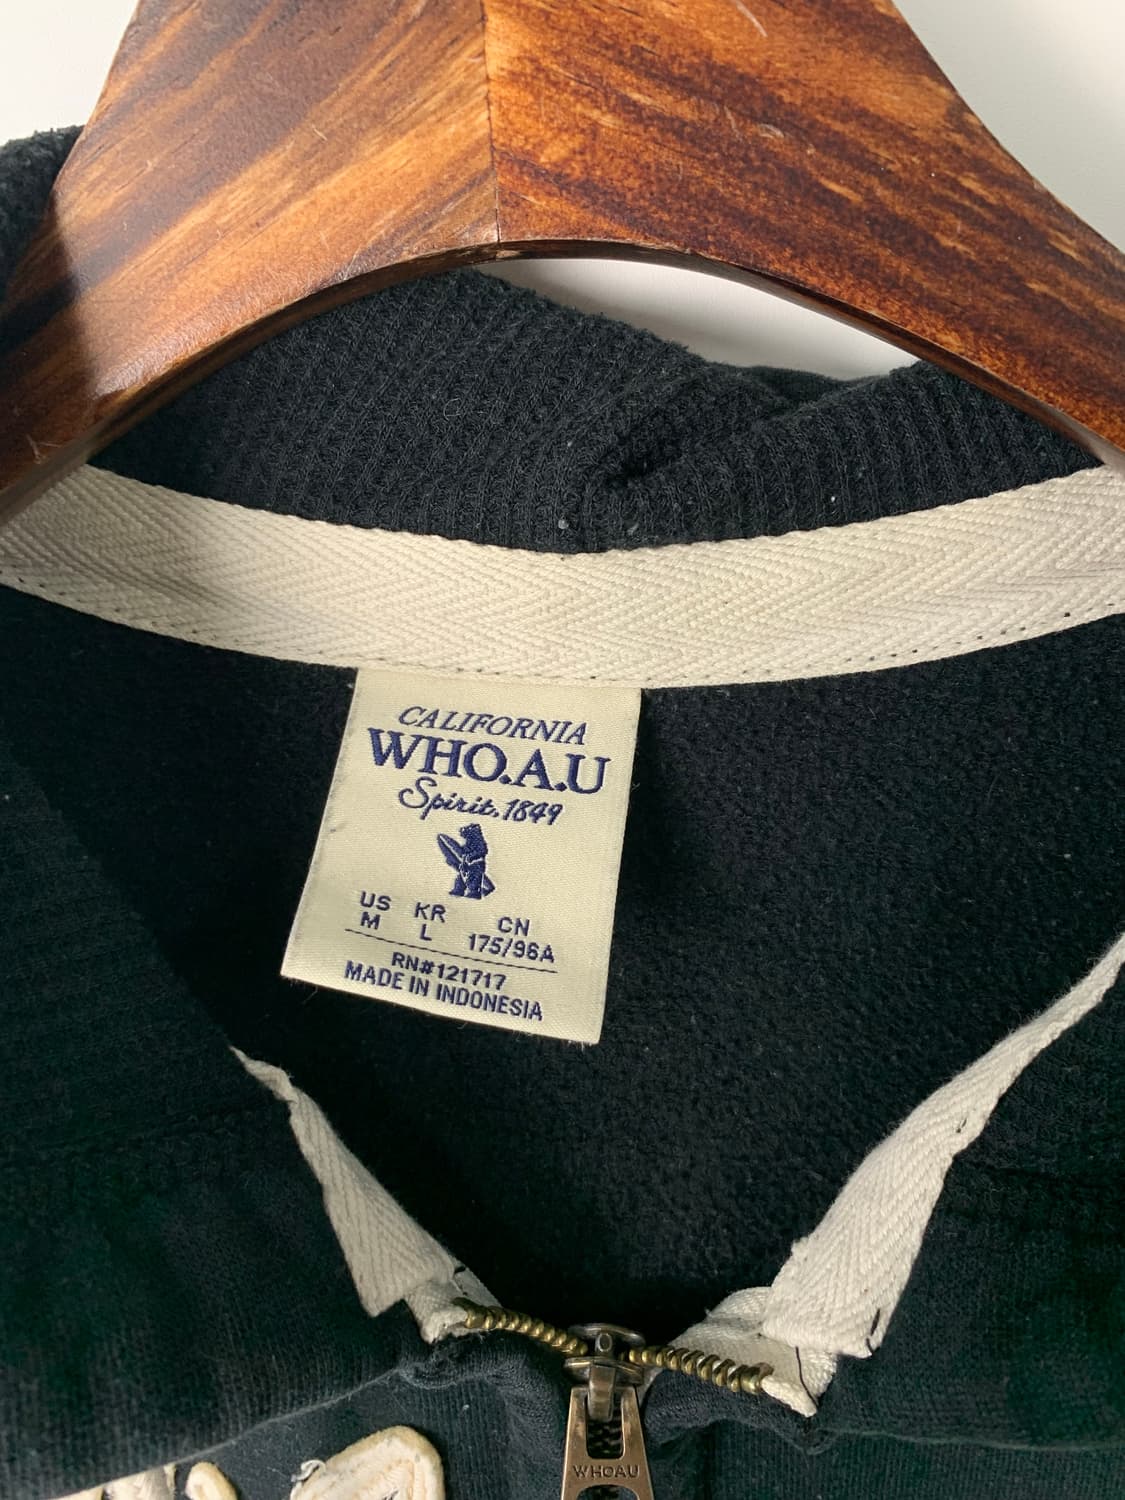 CALIFORNIA
WHO.A.U
Spirit.1849
US KR CN
M L 175/96A
RN#121717
MADE IN INDONESIA
WHOAU